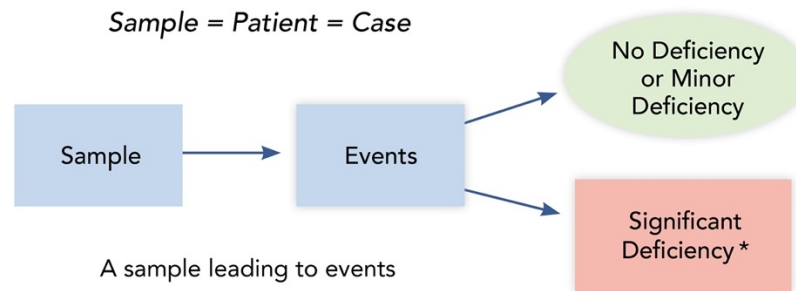 Sample = Patient = Case
Sample
Events
No Deficiency
or Minor
Deficiency
Significant
Deficiency *
A sample leading to events